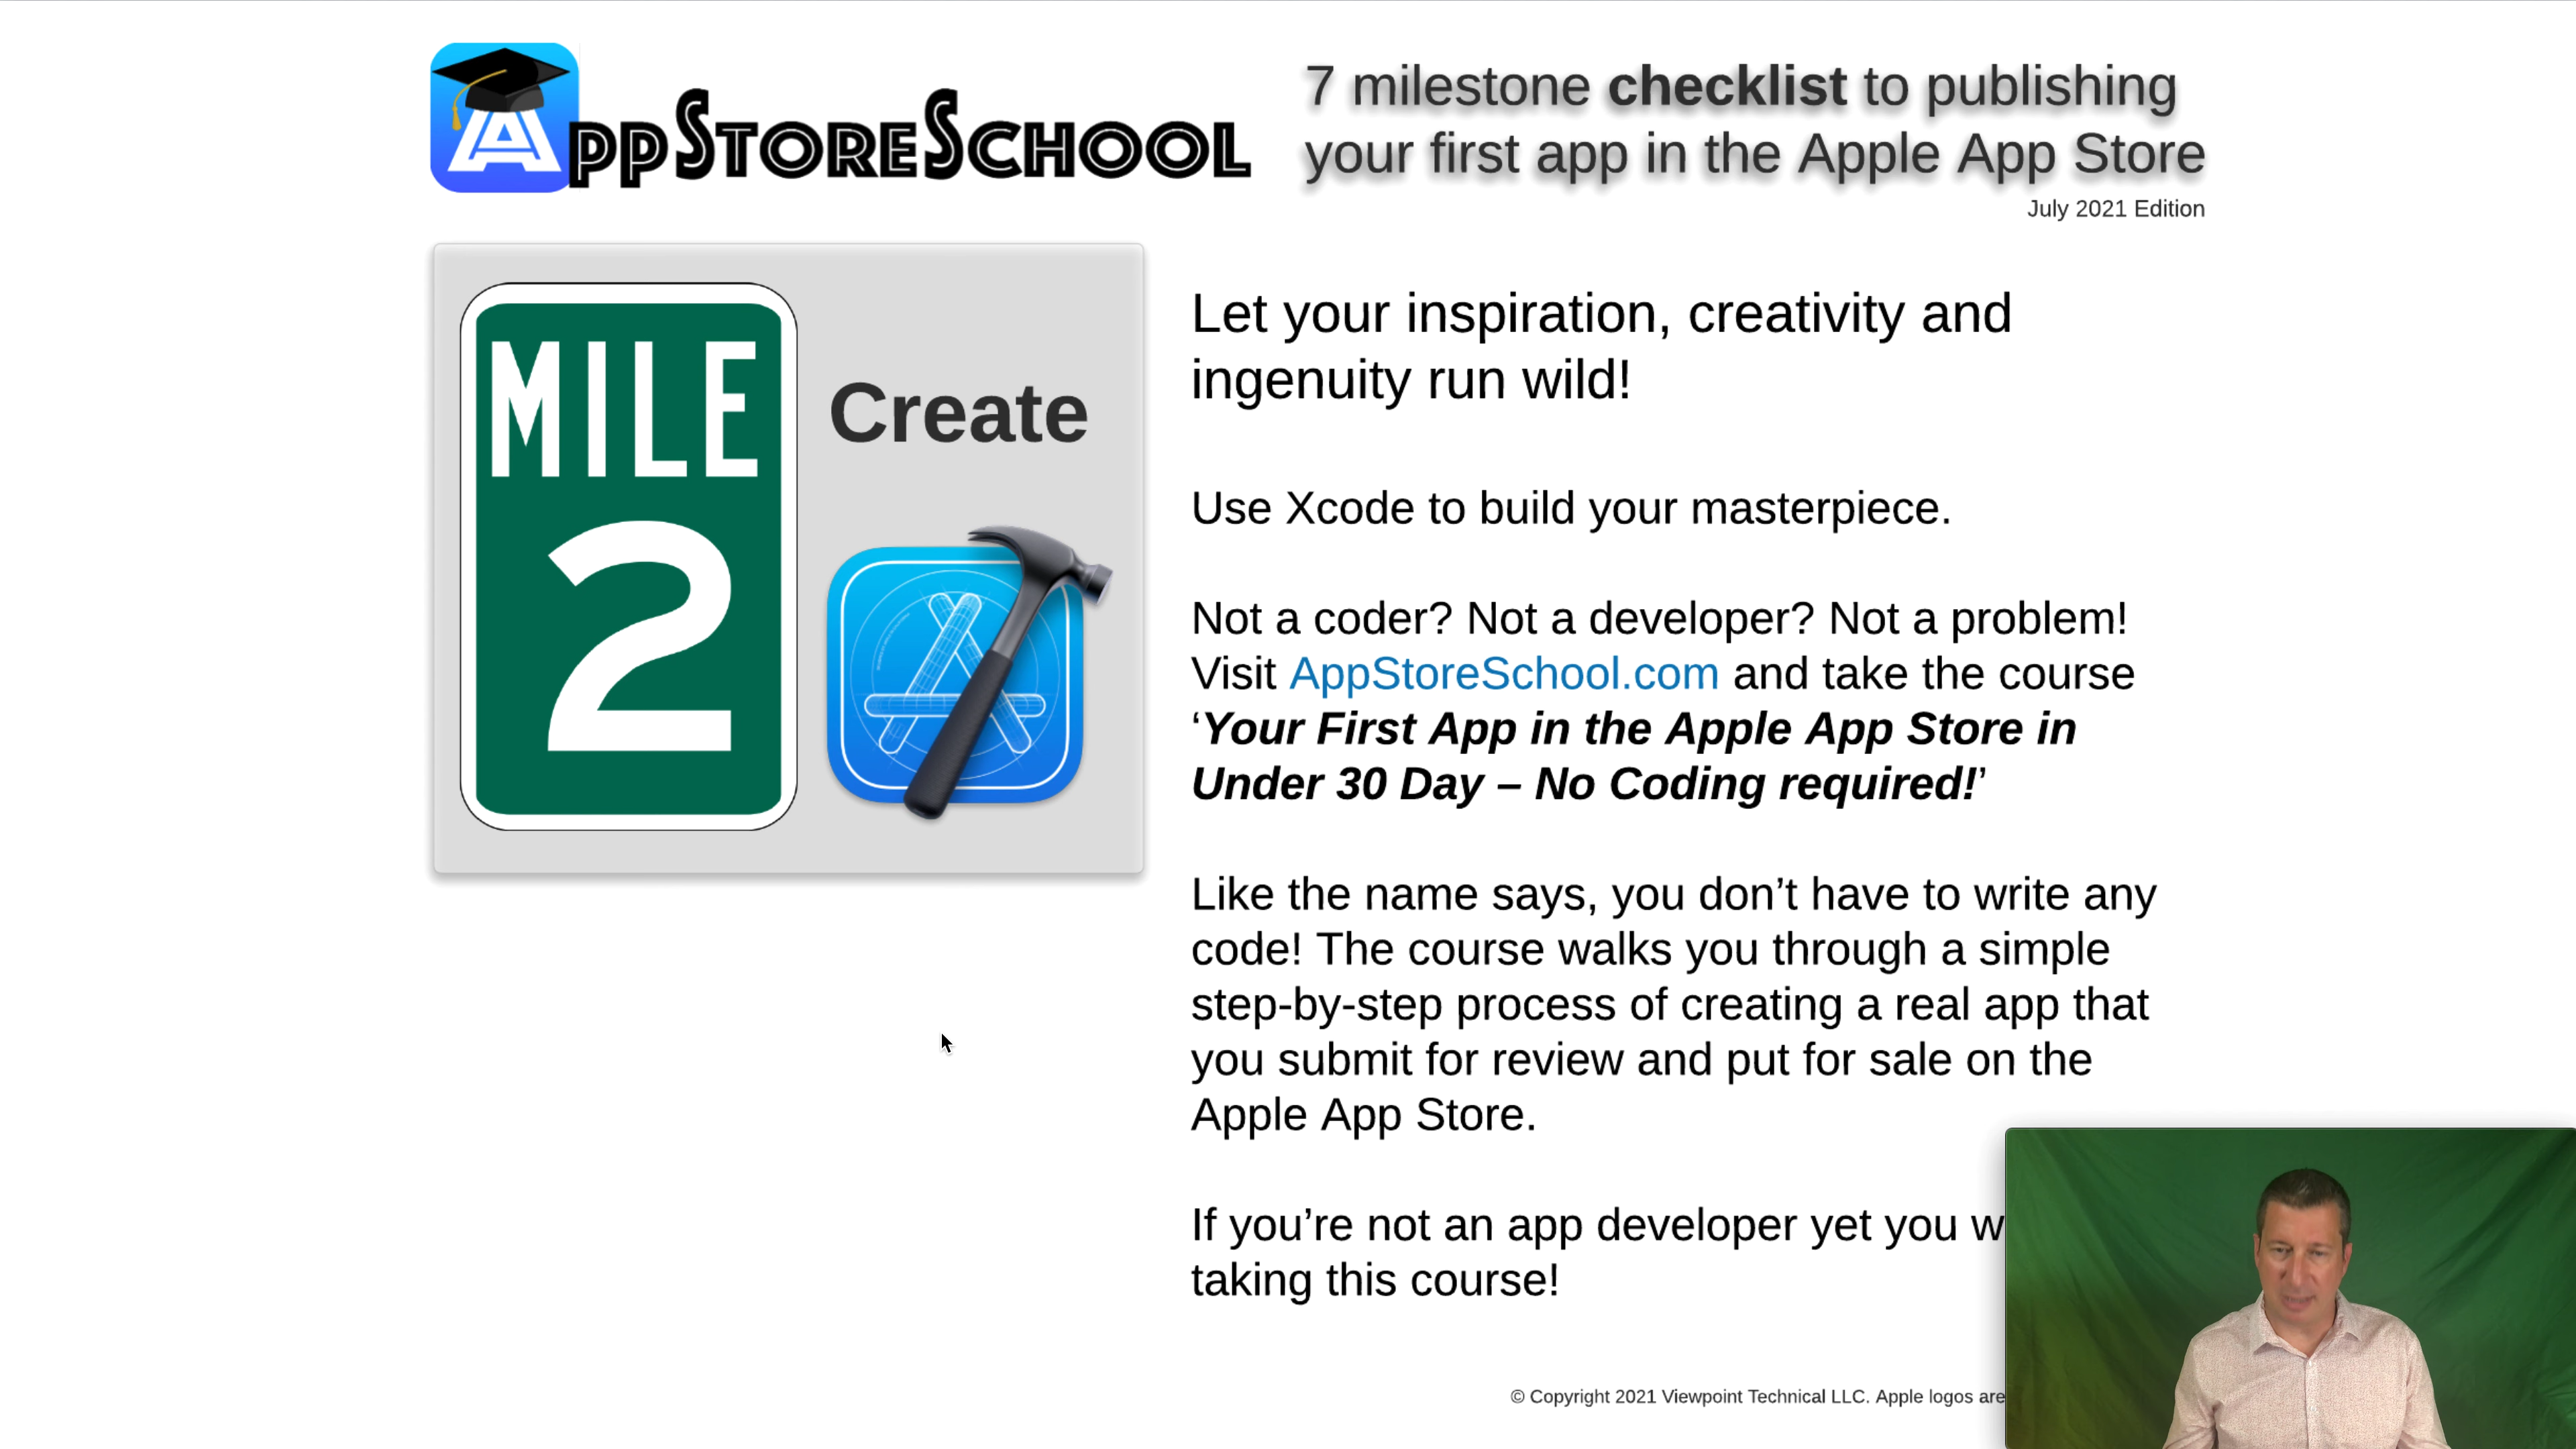 AppStoreSchool
7 milestone checklist to publishing
your first app in the Apple App Store
July 2021 Edition
MILE
2
Create
Let your inspiration, creativity and
ingenuity run wild!
Use Xcode to build your masterpiece.
Not a coder? Not a developer? Not a problem!
Visit AppStoreSchool.com and take the course
‘Your First App in the Apple App Store in
Under 30 Day – No Coding required!’
Like the name says, you don’t have to write any
code! The course walks you through a simple
step-by-step process of creating a real app that
you submit for review and put for sale on the
Apple App Store.
If you’re not an app developer yet you w
taking this course!
© Copyright 2021 Viewpoint Technical LLC. Apple logos are